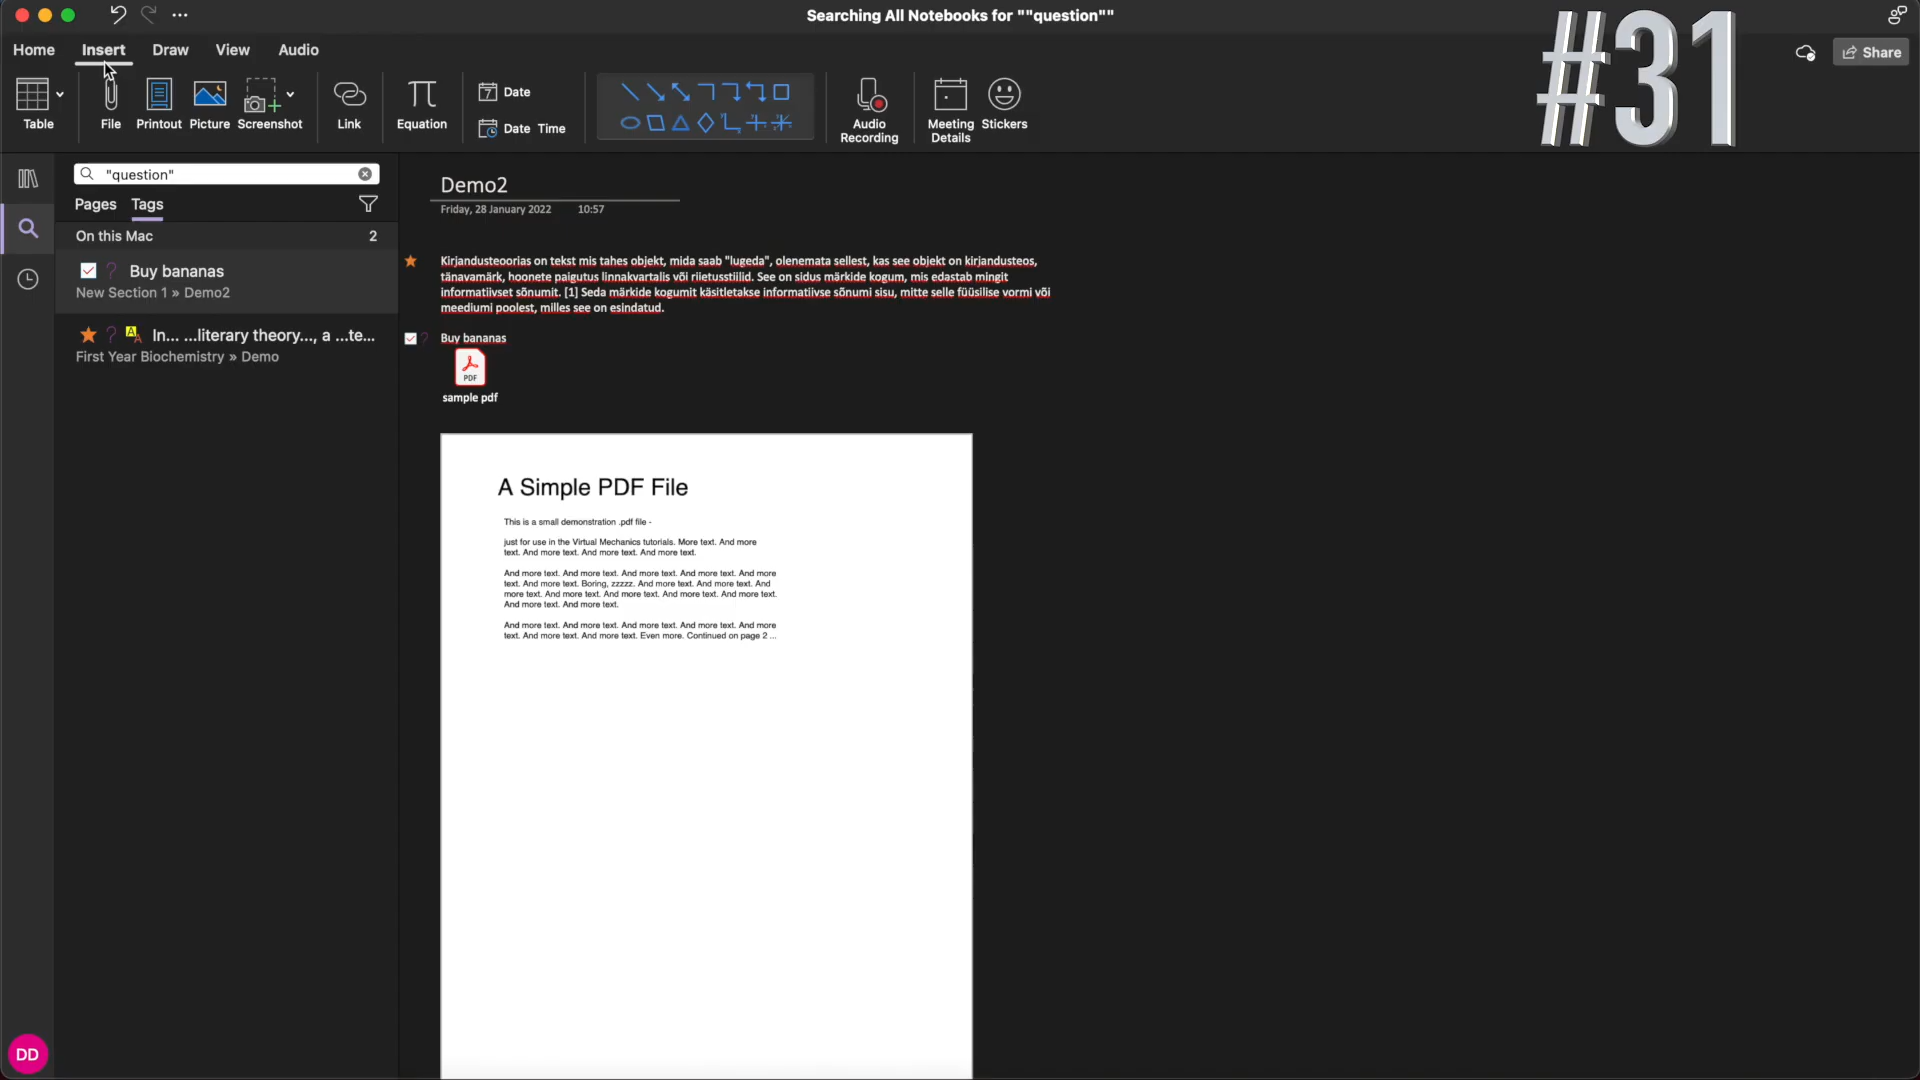 Searching All Notebooks for ""question""
#31
Home Insert Draw View Audio
Share
Table
File
Printout
Picture
Screenshot
Link
Equation
7 Date
Date Time
Audio Recording
Meeting Details
Stickers
"question"
Pages Tags
On this Mac 2
? Buy bananas
New Section 1 » Demo2
? A In... ...literary theory..., a ...te...
First Year Biochemistry » Demo
DD
Demo2
Friday, 28 January 2022 10:57
Kirjandusteoorias on tekst mis tahes objekt, mida saab "lugeda", olenemata sellest, kas see objekt on kirjandusteos,
tänavamärk, hoonete paigutus linnakvartalis või riietusstiilid. See on sidus märkide kogum, mis edastab mingit
informatiivset sõnumit. [1] Seda märkide kogumit käsitletakse informatiivse sõnumi sisu, mitte selle füüsilise vormi või
meediumi poolest, milles see on esindatud.
? Buy bananas
PDF
sample pdf
A Simple PDF File
This is a small demonstration .pdf file -
just for use in the Virtual Mechanics tutorials. More text. And more
text. And more text. And more text. And more text.
And more text. And more text. And more text. And more text. And more
text. And more text. Boring, zzzzz. And more text. And more text. And
more text. And more text. And more text. And more text. And more text.
And more text. And more text.
And more text. And more text. And more text. And more text. And more
text. And more text. And more text. Even more. Continued on page 2 ...